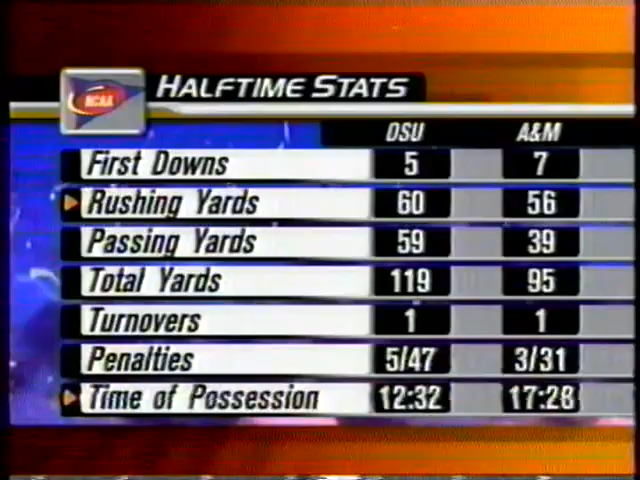 NCAA
HALFTIME STATS
OSU A&M
First Downs 5 7
Rushing Yards 60 56
Passing Yards 59 39
Total Yards 119 95
Turnovers 1 1
Penalties 5/47 3/31
Time of Possession 12:32 17:28